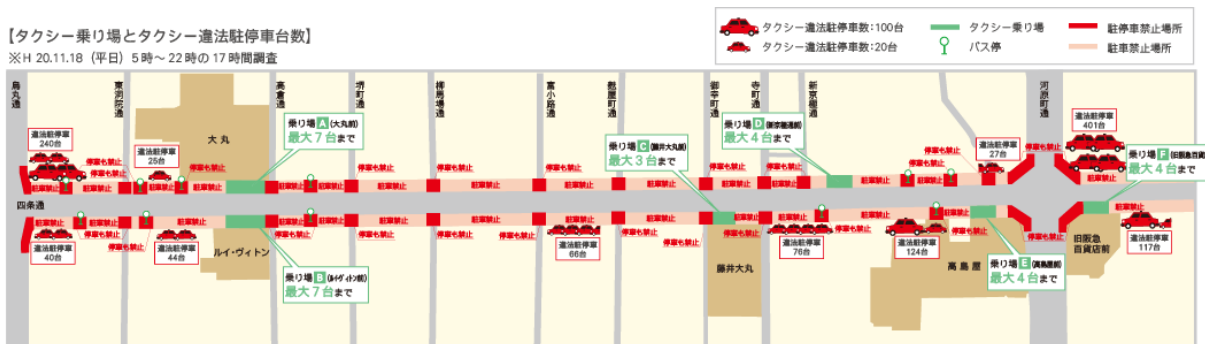 【タクシー乗り場とタクシー違法駐停車台数】
※H 20.11.18（平日）5時～22時の17時間調査
タクシー違法駐停車数:100台
タクシー違法駐停車数:20台
タクシー乗り場
バス停
駐停車禁止場所
駐車禁止場所
烏丸通
東洞院通
高倉通
堺町通
柳馬場通
富小路通
麩屋町通
御幸町通
寺町通
新京極通
河原町通
四条通
大丸
違法駐停車
240台
違法駐停車
25台
乗り場 A (大丸前)
最大7台まで
乗り場 C (藤井大丸前)
最大3台まで
乗り場 D (新京極通前)
最大4台まで
違法駐停車
27台
違法駐停車
401台
乗り場 F (旧阪急百貨
最大4台まで
停車も禁止
駐車禁止
違法駐停車
40台
違法駐停車
44台
ルイ・ヴィトン
乗り場 B (ルイ・ヴィトン前)
最大7台まで
違法駐停車
66台
藤井大丸
違法駐停車
76台
違法駐停車
124台
高島屋
乗り場 E (高島屋前)
最大4台まで
旧阪急
百貨店前
違法駐停車
117台